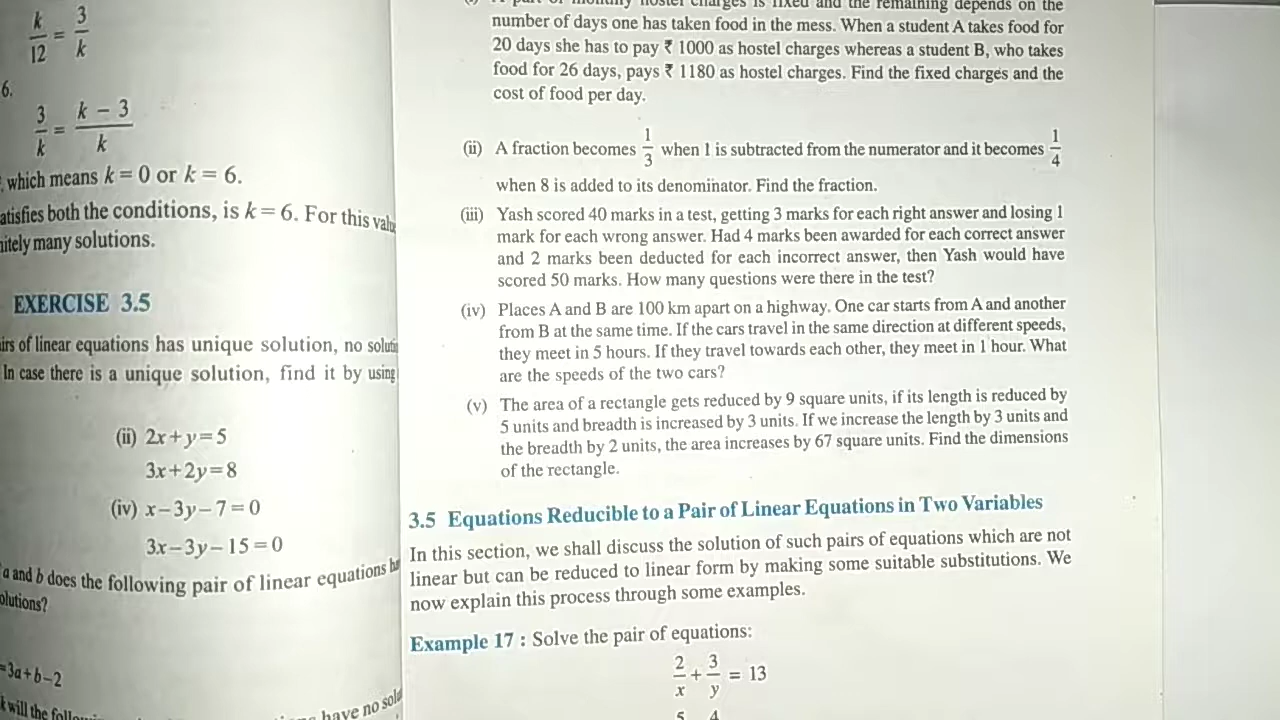 k/12 = 3/k
6.
3/k = k – 3/k
which means k = 0 or k = 6.
both the conditions, is k = 6. For this
many solutions.
EXERCISE 3.5
of linear equations has unique solution, no
In case there is a unique solution, find it by using
(ii) 2x+y=5
3x+2y=8
(iv) x–3y–7=0
3x–3y–15=0
a and b does the following pair of linear equations
=3a+b–2
will the
have no
monthly hostel charges is fixed and the remaining depends on the
number of days one has taken food in the mess. When a student A takes food for
20 days she has to pay ₹ 1000 as hostel charges whereas a student B, who takes
food for 26 days, pays ₹ 1180 as hostel charges. Find the fixed charges and the
cost of food per day.
(ii) A fraction becomes 1/3 when 1 is subtracted from the numerator and it becomes 1/4
when 8 is added to its denominator. Find the fraction.
(iii) Yash scored 40 marks in a test, getting 3 marks for each right answer and losing 1
mark for each wrong answer. Had 4 marks been awarded for each correct answer
and 2 marks been deducted for each incorrect answer, then Yash would have
scored 50 marks. How many questions were there in the test?
(iv) Places A and B are 100 km apart on a highway. One car starts from A and another
from B at the same time. If the cars travel in the same direction at different speeds,
they meet in 5 hours. If they travel towards each other, they meet in 1 hour. What
are the speeds of the two cars?
(v) The area of a rectangle gets reduced by 9 square units, if its length is reduced by
5 units and breadth is increased by 3 units. If we increase the length by 3 units and
the breadth by 2 units, the area increases by 67 square units. Find the dimensions
of the rectangle.
3.5 Equations Reducible to a Pair of Linear Equations in Two Variables
In this section, we shall discuss the solution of such pairs of equations which are not
linear but can be reduced to linear form by making some suitable substitutions. We
now explain this process through some examples.
Example 17 : Solve the pair of equations:
2/x + 3/y = 13
5 4